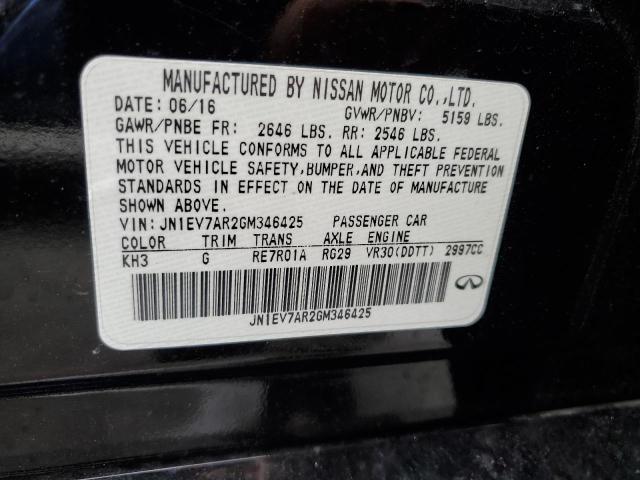 MANUFACTURED BY NISSAN MOTOR CO.,LTD.
DATE: 06/16 GVWR/PNBV: 5159 LBS.
GAWR/PNBE FR: 2646 LBS. RR: 2546 LBS.
THIS VEHICLE CONFORMS TO ALL APPLICABLE FEDERAL
MOTOR VEHICLE SAFETY,BUMPER,AND THEFT PREVENTION
STANDARDS IN EFFECT ON THE DATE OF MANUFACTURE
SHOWN ABOVE.
VIN: JN1EV7AR2GM346425 PASSENGER CAR
COLOR TRIM TRANS AXLE ENGINE
KH3 G RE7R01A RG29 VR30(DDTT) 2997CC
JN1EV7AR2GM346425